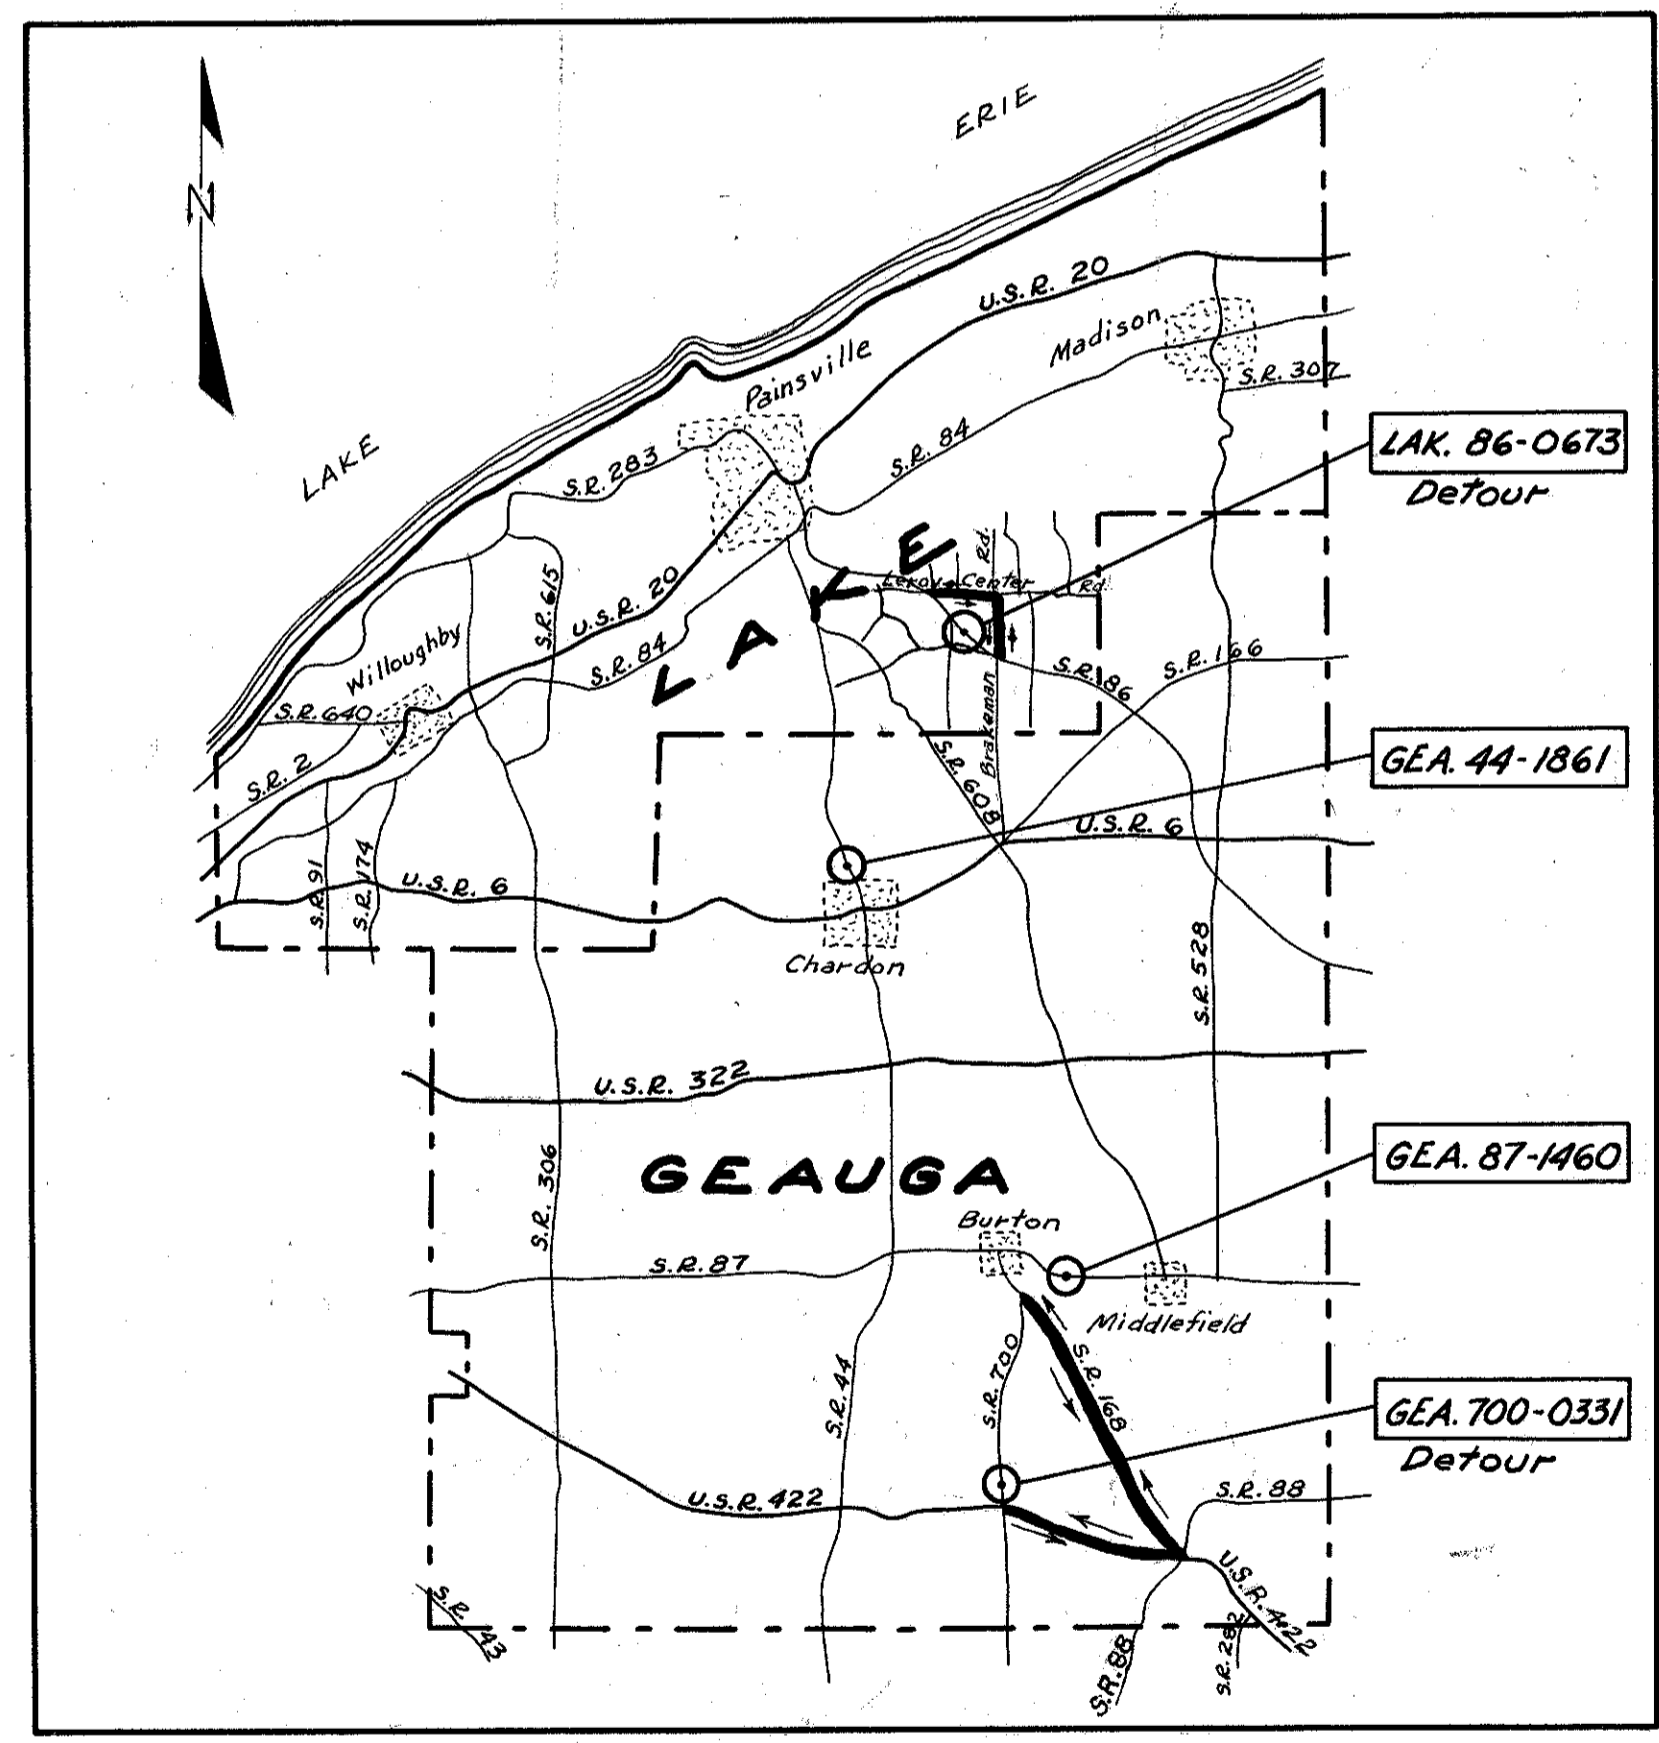 ERIE
LAKE
N
U.S.R. 20
Madison
Painsville
S.R. 307
S.R. 84
S.R. 283
LAK. 86-0673
Detour
LAKE
Rd.
Leroy Center Rd.
S.R. 615
U.S.R. 20
S.R. 84
Willoughby
S.R. 640
S.R. 2
S.R. 166
S.R. 86
Brakeman
S.R. 608
GEA. 44-1861
U.S.R. 6
S.R. 91
S.R. 174
U.S.R. 6
Chardon
S.R. 528
U.S.R. 322
GEAUGA
S.R. 306
GEA. 87-1460
Burton
S.R. 87
Middlefield
S.R. 700
S.R. 168
S.R. 44
GEA. 700-0331
Detour
U.S.R. 422
S.R. 88
U.S.R. 422
S.R. 43
S.R. 88
S.R. 282